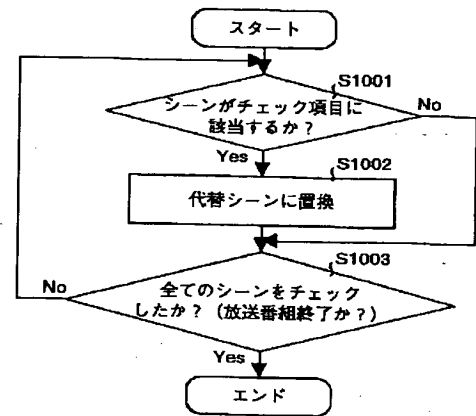 スタート
S1001
シーンがチェック項目に
該当するか?
No
Yes
S1002
代替シーンに置換
S1003
No
全てのシーンをチェック
したか?(放送番組終了か?)
Yes
エンド